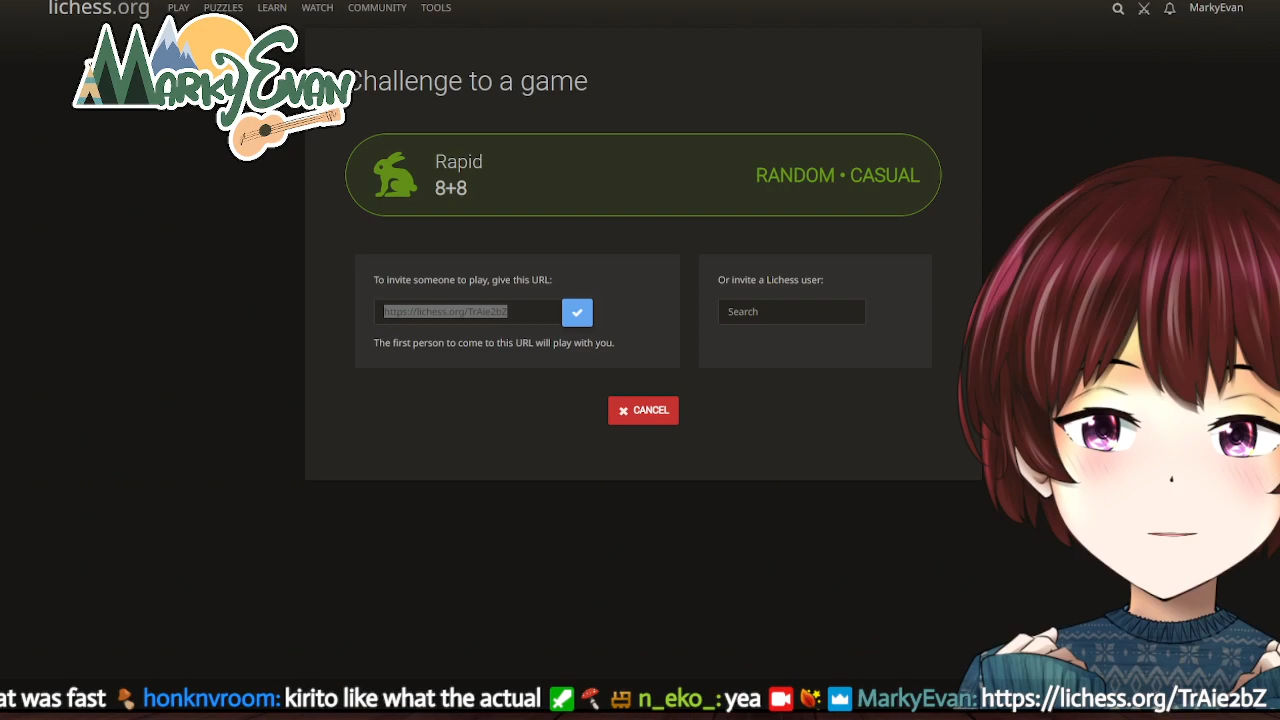 lichess.org PLAY PUZZLES LEARN WATCH COMMUNITY TOOLS MarkyEvan
MARKYEVAN
Challenge to a game
Rapid
8+8
RANDOM • CASUAL
To invite someone to play, give this URL:
https://lichess.org/TrAie2bZ
The first person to come to this URL will play with you.
Or invite a Lichess user:
Search
CANCEL
at was fast honknvroom: kirito like what the actual n_eko_: yea MarkyEvan: https://lichess.org/TrAie2bZ